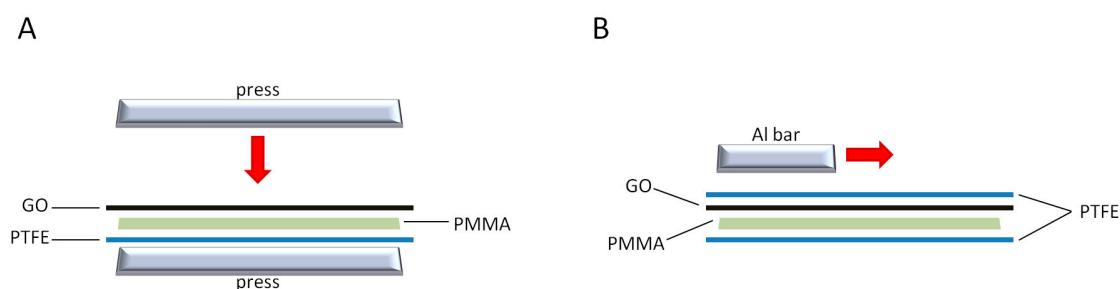 A
press
GO
PMMA
PTFE
press
B
Al bar
GO
PTFE
PMMA